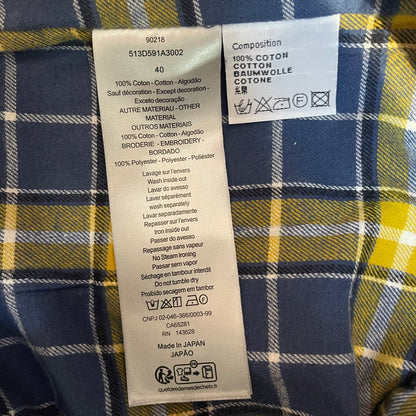 90218
513D591A3002
40
100% Cotton - Cotton - Algodão
Sauf décoration - Except decoration -
Exceto decoração
AUTRE MATERIAU - OTHER
MATERIAL
OUTROS MATERIAIS
100% Cotton - Cotton - Algodão
BRODERIE - EMBROIDERY -
BORDADO
100% Polyester - Polyester - Poliéster
Lavage sur l'envers
Wash inside out
Lavar do avesso
Laver séparément
wash separately
Lavar separadamente
Repasser sur l'envers
Iron inside out
Passar do avesso
Repassage sans vapeur
No Steam Ironing
Passar sem vapor
Séchage en tambour interdit
Do not tumble dry
Proibido secagem em tambor
CNPJ 02-046-366/0003-99
CA65281
RN 143628
Made In JAPAN
JAPÃO
quefairedemesdechets.fr
Composition
100% COTON
COTTON
BAUMWOLLE
COTONE